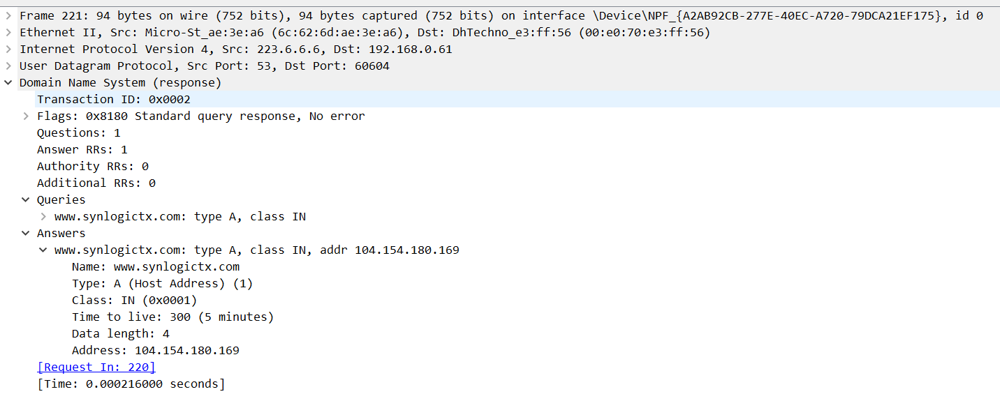 Frame 221: 94 bytes on wire (752 bits), 94 bytes captured (752 bits) on interface \Device\NPF_{A2AB92CB-277E-40EC-A720-79DCA21EF175}, id 0
Ethernet II, Src: Micro-St_ae:3e:a6 (6c:62:6d:ae:3e:a6), Dst: DhTechno_e3:ff:56 (00:e0:70:e3:ff:56)
Internet Protocol Version 4, Src: 223.6.6.6, Dst: 192.168.0.61
User Datagram Protocol, Src Port: 53, Dst Port: 60604
Domain Name System (response)
Transaction ID: 0x0002
Flags: 0x8180 Standard query response, No error
Questions: 1
Answer RRs: 1
Authority RRs: 0
Additional RRs: 0
Queries
www.synlogictx.com: type A, class IN
Answers
www.synlogictx.com: type A, class IN, addr 104.154.180.169
Name: www.synlogictx.com
Type: A (Host Address) (1)
Class: IN (0x0001)
Time to live: 300 (5 minutes)
Data length: 4
Address: 104.154.180.169
[Request In: 220]
[Time: 0.000216000 seconds]